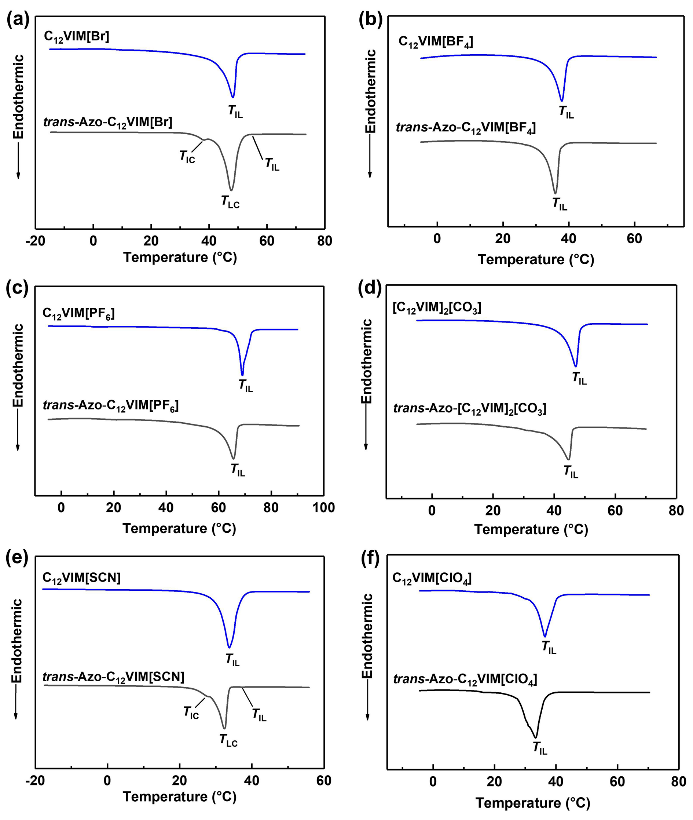 (a)
C12VIM[Br]
TIL
trans-Azo-C12VIM[Br]
TIC
TIL
TLC
Endothermic
-20 0 20 40 60 80
Temperature (°C)
(b)
C12VIM[BF4]
TIL
trans-Azo-C12VIM[BF4]
TIL
Endothermic
0 20 40 60
Temperature (°C)
(c)
C12VIM[PF6]
TIL
trans-Azo-C12VIM[PF6]
TIL
Endothermic
0 20 40 60 80 100
Temperature (°C)
(d)
[C12VIM]2[CO3]
TIL
trans-Azo-[C12VIM]2[CO3]
TIL
Endothermic
0 20 40 60 80
Temperature (°C)
(e)
C12VIM[SCN]
TIL
trans-Azo-C12VIM[SCN]
TIC
TIL
TLC
Endothermic
-20 0 20 40 60
Temperature (°C)
(f)
C12VIM[ClO4]
TIL
trans-Azo-C12VIM[ClO4]
TIL
Endothermic
0 20 40 60 80
Temperature (°C)